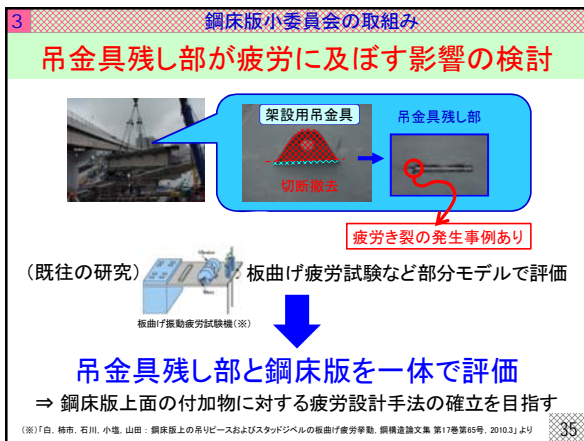 3
鋼床版小委員会の取組み
吊金具残し部が疲労に及ぼす影響の検討
架設用吊金具
吊金具残し部
切断撤去
疲労き裂の発生事例あり
(既往の研究)
板曲げ疲労試験など部分モデルで評価
板曲げ振動疲労試験機(※)
吊金具残し部と鋼床版を一体で評価
⇒ 鋼床版上面の付加物に対する疲労設計手法の確立を目指す
(※)「白, 柿市, 石川, 小塩, 山田 : 鋼床版上の吊りピースおよびスタッドジベルの板曲げ疲労挙動, 鋼構造論文集 第17巻第65号, 2010.3」より
35